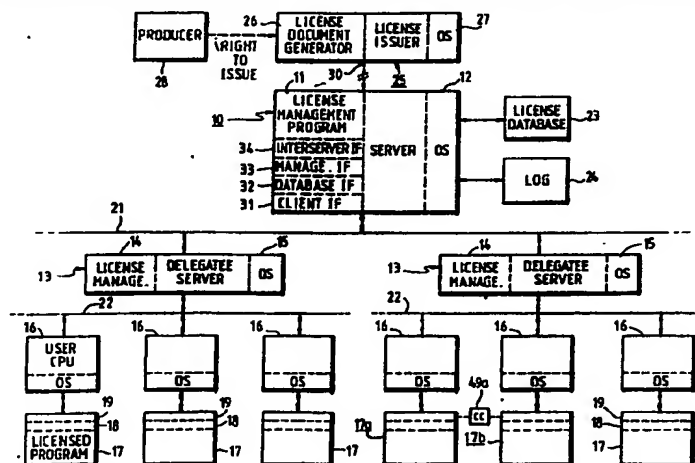 PRODUCER
28
RIGHT
TO
ISSUE
26
LICENSE
DOCUMENT
GENERATOR
LICENSE
ISSUER
OS
27
30
25
11
12
10
LICENSE
MANAGEMENT
PROGRAM
34
INTERSERVER IF
33
MANAGE. IF
32
DATABASE IF
31
CLIENT IF
SERVER
OS
LICENSE
DATABASE
23
LOG
24
21
14
15
13
LICENSE
MANAGE.
DELEGATEE
SERVER
OS
14
15
13
LICENSE
MANAGE.
DELEGATEE
SERVER
OS
22
22
16
USER
CPU
OS
16
OS
16
OS
16
OS
49a
CC
16
OS
16
OS
19
18
LICENSED
PROGRAM
17
19
18
17
17
17a
17b
19
18
17